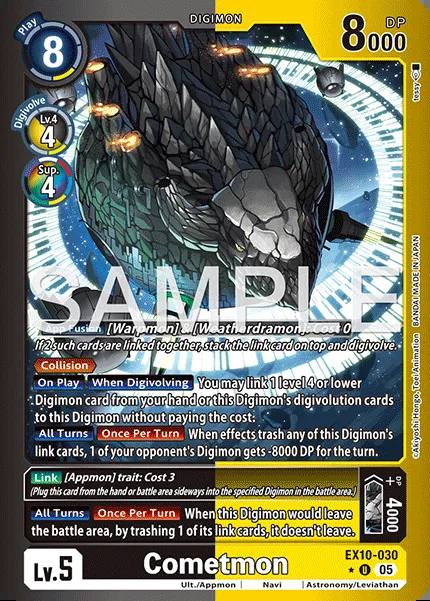 DIGIMON
Play
8
DP
8000
Digivolve
Lv.4
4
Sup.
4
tessy
SAMPLE
App Fusion [Warpmon] & [Weatherdramon]: Cost 0
If 2 such cards are linked together, stack the link card on top and digivolve.
Collision
On Play When Digivolving You may link 1 level 4 or lower
Digimon card from your hand or this Digimon's digivolution cards
to this Digimon without paying the cost.
All Turns Once Per Turn When effects trash any of this Digimon's
link cards, 1 of your opponent's Digimon gets -8000 DP for the turn.
Link [Appmon] trait: Cost 3
(Plug this card from the hand or battle area sideways into the specified Digimon in the battle area.)
All Turns Once Per Turn When this Digimon would leave
the battle area, by trashing 1 of its link cards, it doesn't leave.
DP
+ 4000
©Akiyoshi Hongo, Toei Animation BANDAI MADE IN JAPAN
Lv.5
Cometmon
EX10-030
U 05
Ult./Appmon Navi Astronomy/Leviathan